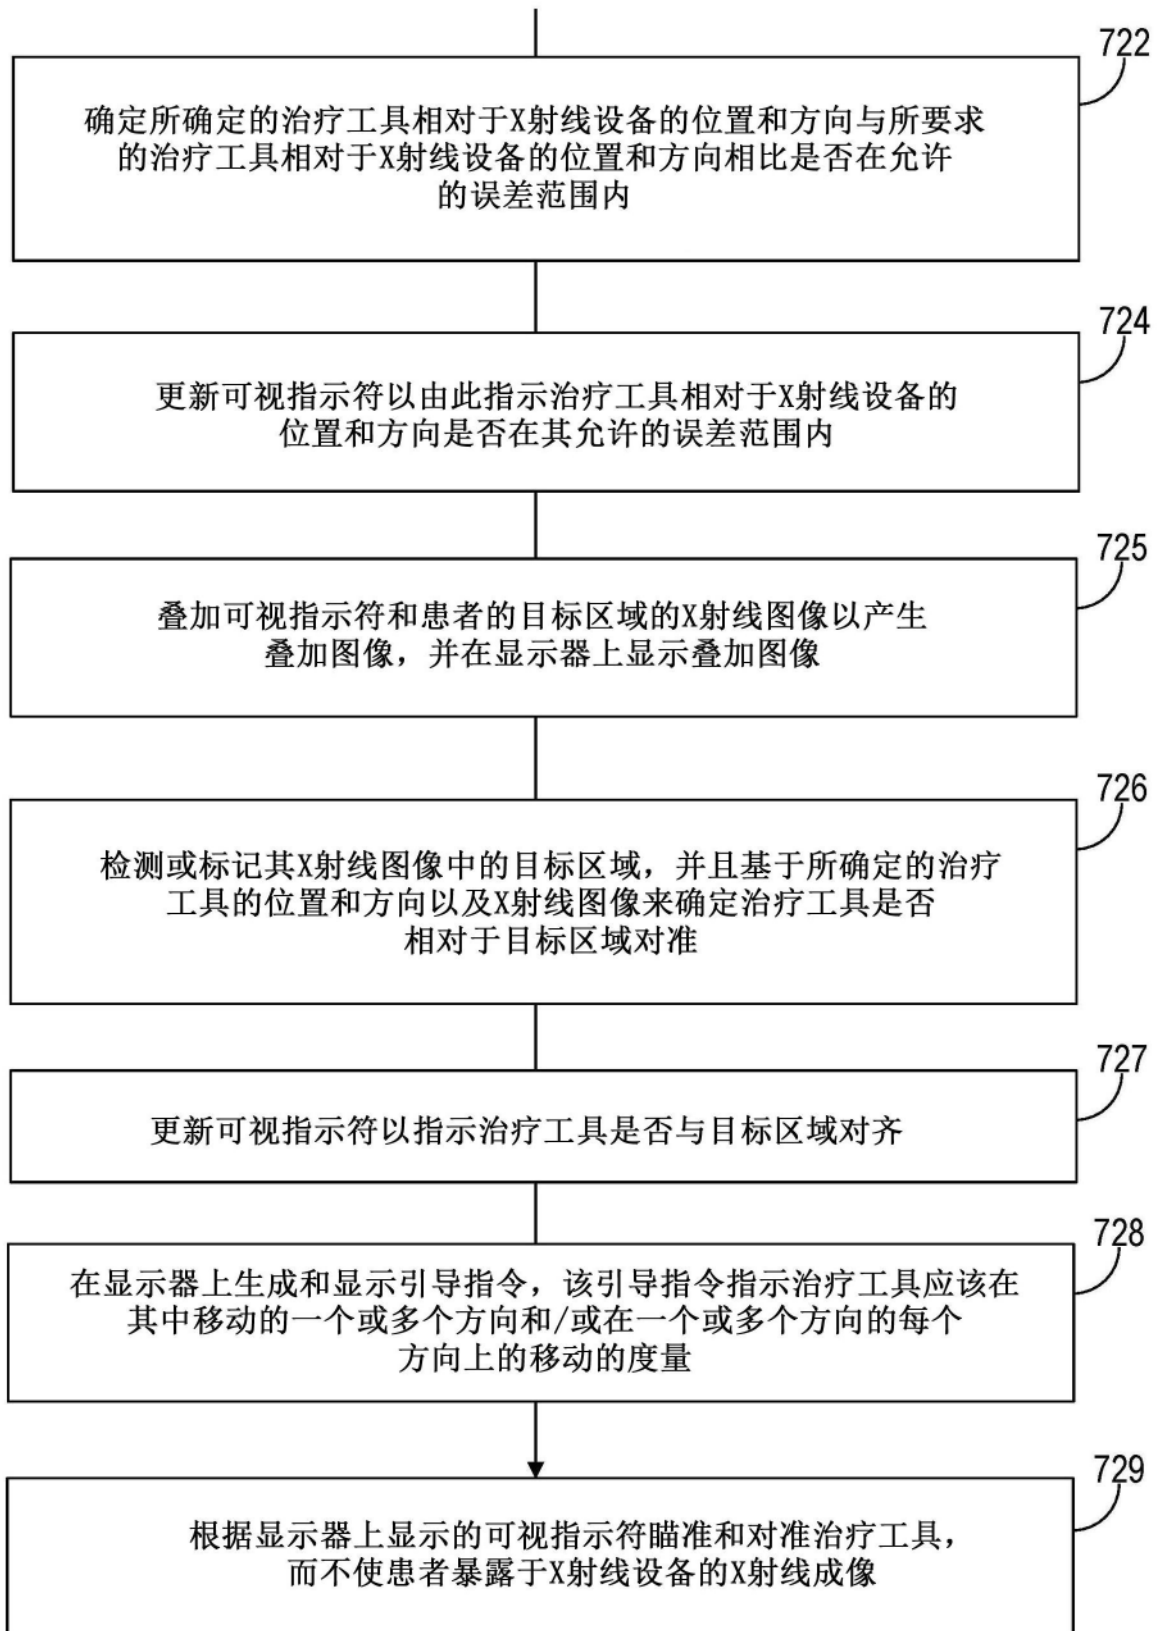 722
确定所确定的治疗工具相对于X射线设备的位置和方向与所要求
的治疗工具相对于X射线设备的位置和方向相比是否在允许
的误差范围内
724
更新可视指示符以由此指示治疗工具相对于X射线设备的
位置和方向是否在其允许的误差范围内
725
叠加可视指示符和患者的目标区域的X射线图像以产生
叠加图像，并在显示器上显示叠加图像
726
检测或标记其X射线图像中的目标区域，并且基于所确定的治疗
工具的位置和方向以及X射线图像来确定治疗工具是否
相对于目标区域对准
727
更新可视指示符以指示治疗工具是否与目标区域对齐
728
在显示器上生成和显示引导指令，该引导指令指示治疗工具应该在
其中移动的一个或多个方向和/或在一个或多个方向的每个
方向上的移动的度量
729
根据显示器上显示的可视指示符瞄准和对准治疗工具，
而不使患者暴露于X射线设备的X射线成像